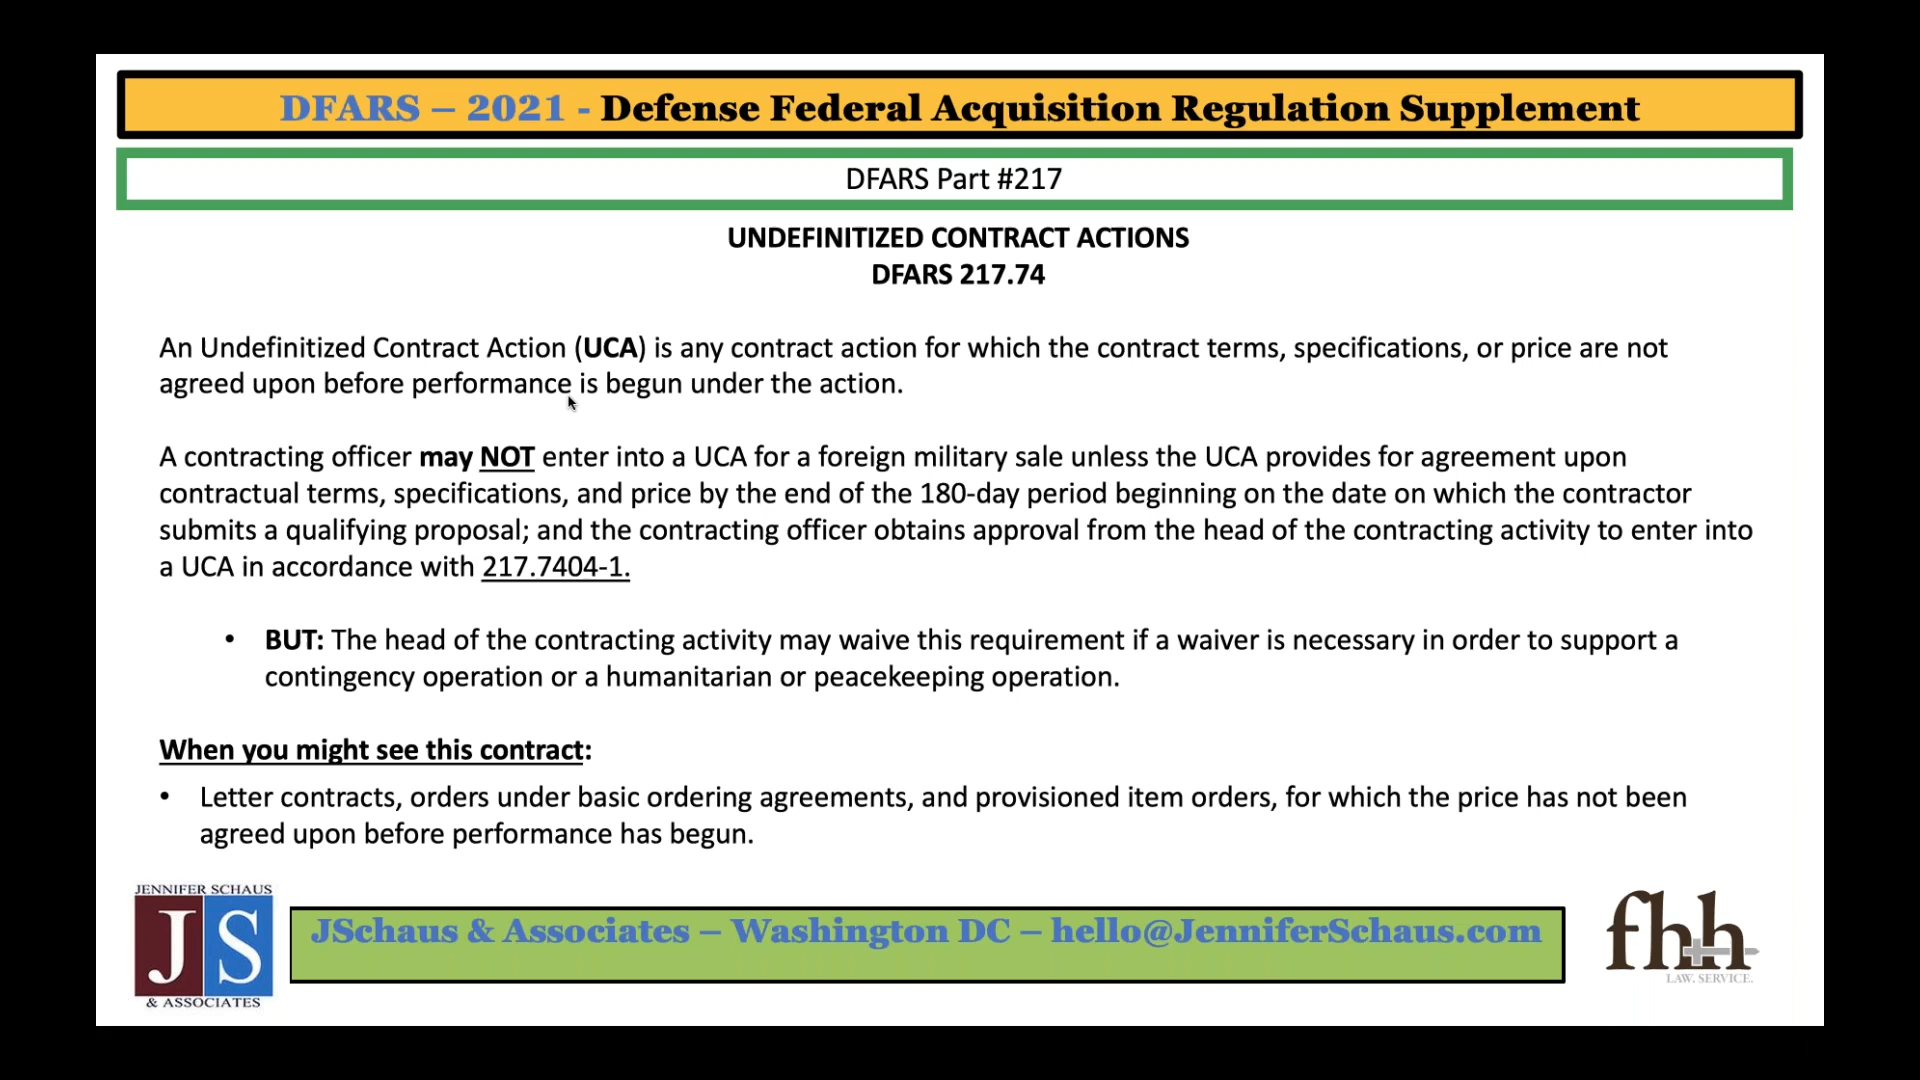 DFARS – 2021 - Defense Federal Acquisition Regulation Supplement
DFARS Part #217
UNDEFINITIZED CONTRACT ACTIONS
DFARS 217.74
An Undefinitized Contract Action (UCA) is any contract action for which the contract terms, specifications, or price are not
agreed upon before performance is begun under the action.
A contracting officer may NOT enter into a UCA for a foreign military sale unless the UCA provides for agreement upon
contractual terms, specifications, and price by the end of the 180-day period beginning on the date on which the contractor
submits a qualifying proposal; and the contracting officer obtains approval from the head of the contracting activity to enter into
a UCA in accordance with 217.7404-1.
• BUT: The head of the contracting activity may waive this requirement if a waiver is necessary in order to support a
contingency operation or a humanitarian or peacekeeping operation.
When you might see this contract:
• Letter contracts, orders under basic ordering agreements, and provisioned item orders, for which the price has not been
agreed upon before performance has begun.
JENNIFER SCHAUS
JS
& ASSOCIATES
JSchaus & Associates – Washington DC – hello@JenniferSchaus.com
fhh
LAW. SERVICE.